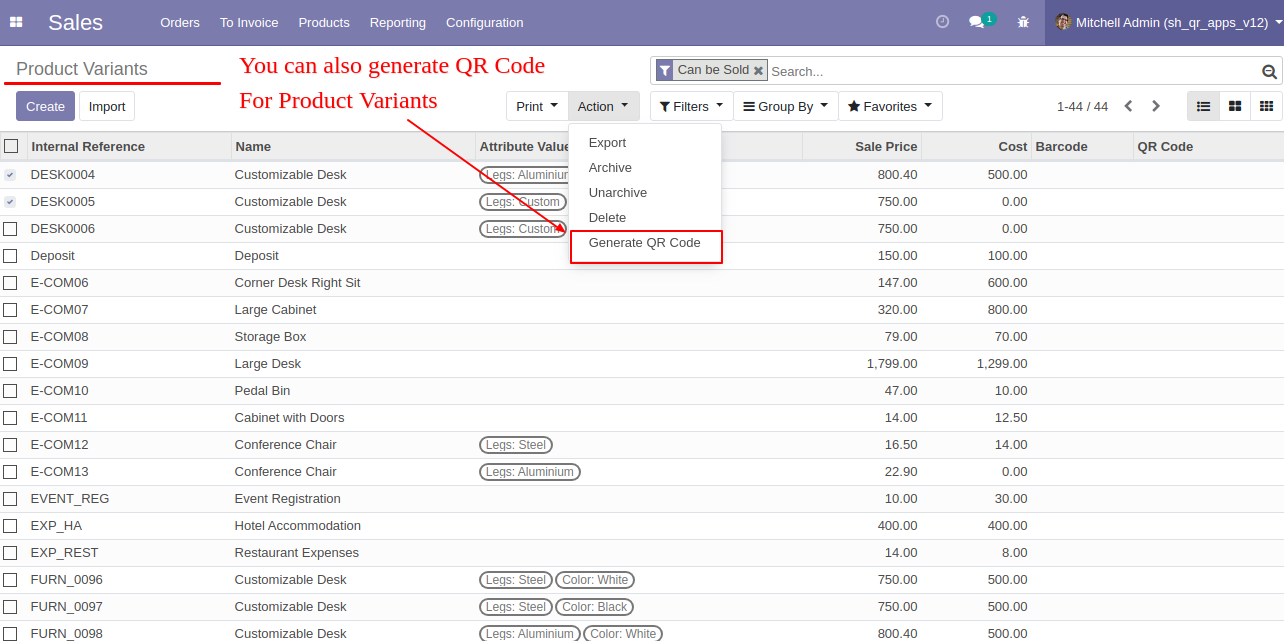 Sales Orders To Invoice Products Reporting Configuration 1 Mitchell Admin (sh_qr_apps_v12)
Product Variants
You can also generate QR Code
For Product Variants
Can be Sold Search...
Create Import Print Action Filters Group By Favorites 1-44 / 44
Export
Archive
Unarchive
Delete
Generate QR Code
Internal Reference Name Attribute Value Sale Price Cost Barcode QR Code
DESK0004 Customizable Desk Legs: Aluminiu 800.40 500.00
DESK0005 Customizable Desk Legs: Custom 750.00 0.00
DESK0006 Customizable Desk Legs: Custom 750.00 0.00
Deposit Deposit 150.00 100.00
E-COM06 Corner Desk Right Sit 147.00 600.00
E-COM07 Large Cabinet 320.00 800.00
E-COM08 Storage Box 79.00 70.00
E-COM09 Large Desk 1,799.00 1,299.00
E-COM10 Pedal Bin 47.00 10.00
E-COM11 Cabinet with Doors 14.00 12.50
E-COM12 Conference Chair Legs: Steel 16.50 14.00
E-COM13 Conference Chair Legs: Aluminium 22.90 0.00
EVENT_REG Event Registration 10.00 30.00
EXP_HA Hotel Accommodation 400.00 400.00
EXP_REST Restaurant Expenses 14.00 8.00
FURN_0096 Customizable Desk Legs: Steel Color: White 750.00 500.00
FURN_0097 Customizable Desk Legs: Steel Color: Black 750.00 500.00
FURN_0098 Customizable Desk Legs: Aluminium Color: White 800.40 500.00